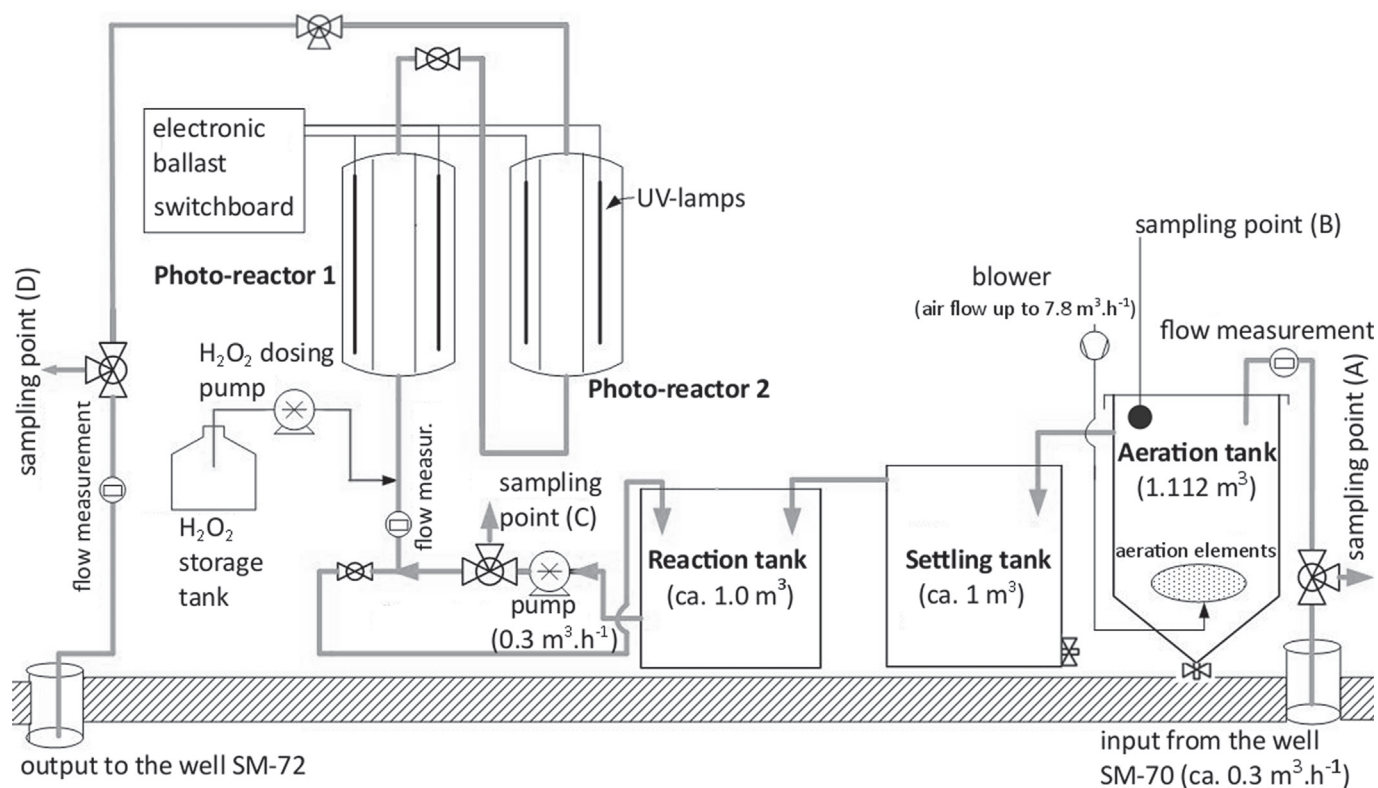 electronic
ballast
switchboard
UV-lamps
Photo-reactor 1
Photo-reactor 2
sampling point (D)
flow measurement
H₂O₂ dosing
pump
H₂O₂
storage
tank
flow measur.
sampling
point (C)
pump
(0.3 m³.h⁻¹)
Reaction tank
(ca. 1.0 m³)
Settling tank
(ca. 1 m³)
blower
(air flow up to 7.8 m³.h⁻¹)
sampling point (B)
flow measurement
sampling point (A)
Aeration tank
(1.112 m³)
aeration elements
output to the well SM-72
input from the well
SM-70 (ca. 0.3 m³.h⁻¹)